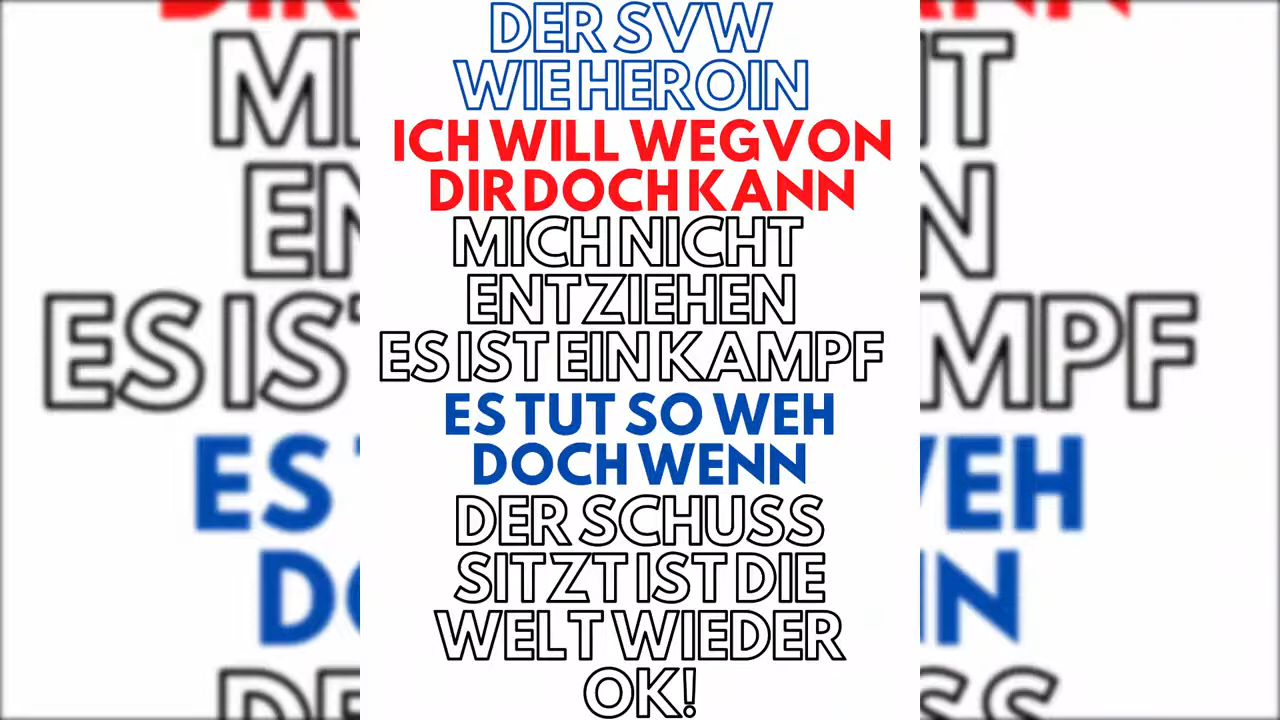 DER SVW
WIE HEROIN
ICH WILL WEG VON
DIR DOCH KANN
MICH NICHT
ENTZIEHEN
ES IST EIN KAMPF
ES TUT SO WEH
DOCH WENN
DER SCHUSS
SITZT IST DIE
WELT WIEDER
OK!